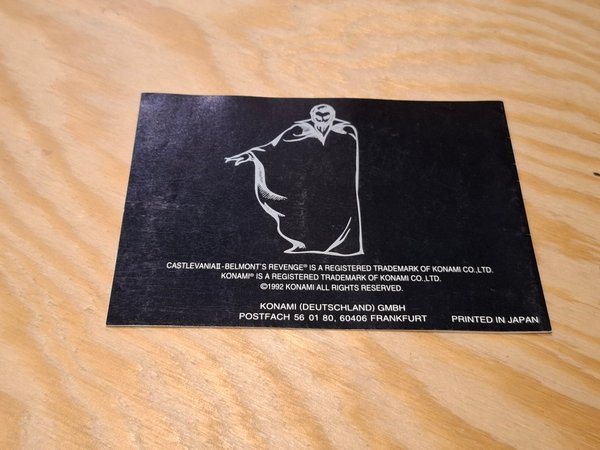 CASTLEVANIAII-BELMONT'S REVENGE® IS A REGISTERED TRADEMARK OF KONAMI CO.,LTD.
KONAMI® IS A REGISTERED TRADEMARK OF KONAMI CO.,LTD.
©1992 KONAMI ALL RIGHTS RESERVED.
KONAMI (DEUTSCHLAND) GMBH
POSTFACH 56 01 80, 60406 FRANKFURT
PRINTED IN JAPAN